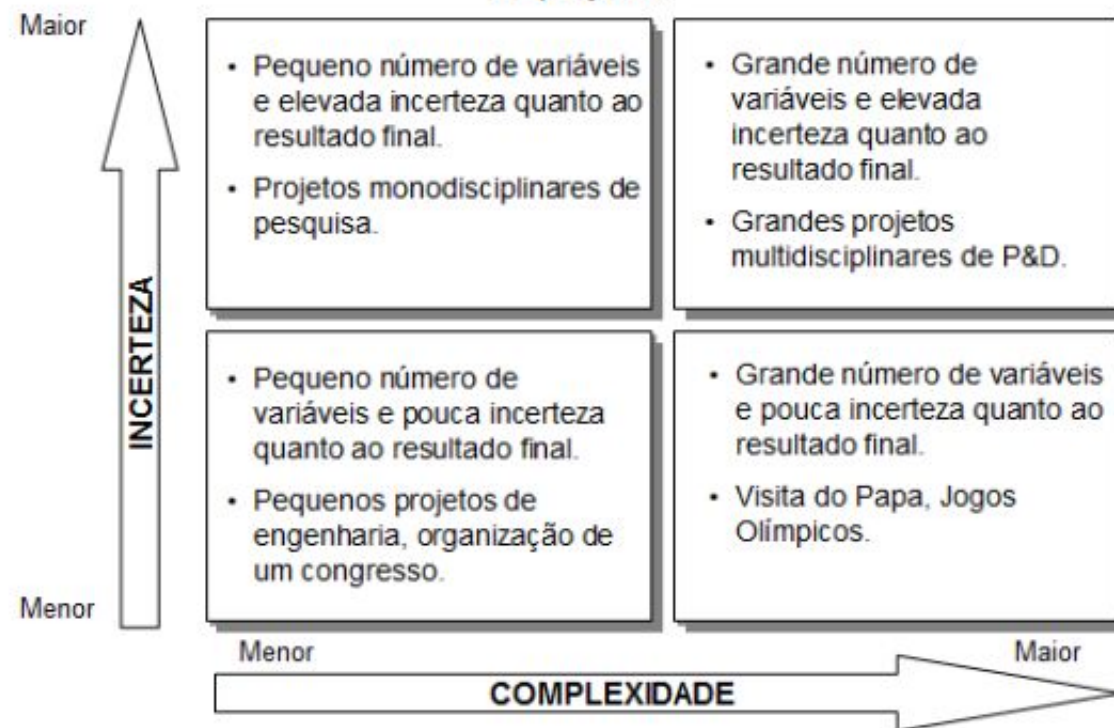 Maior
• Pequeno número de variáveis
e elevada incerteza quanto ao
resultado final.
• Projetos monodisciplinares de
pesquisa.
• Grande número de
variáveis e elevada
incerteza quanto ao
resultado final.
• Grandes projetos
multidisciplinares de P&D.
INCERTEZA
• Pequeno número de
variáveis e pouca incerteza
quanto ao resultado final.
• Pequenos projetos de
engenharia, organização de
um congresso.
• Grande número de variáveis
e pouca incerteza quanto ao
resultado final.
• Visita do Papa, Jogos
Olímpicos.
Menor
Menor
Maior
COMPLEXIDADE